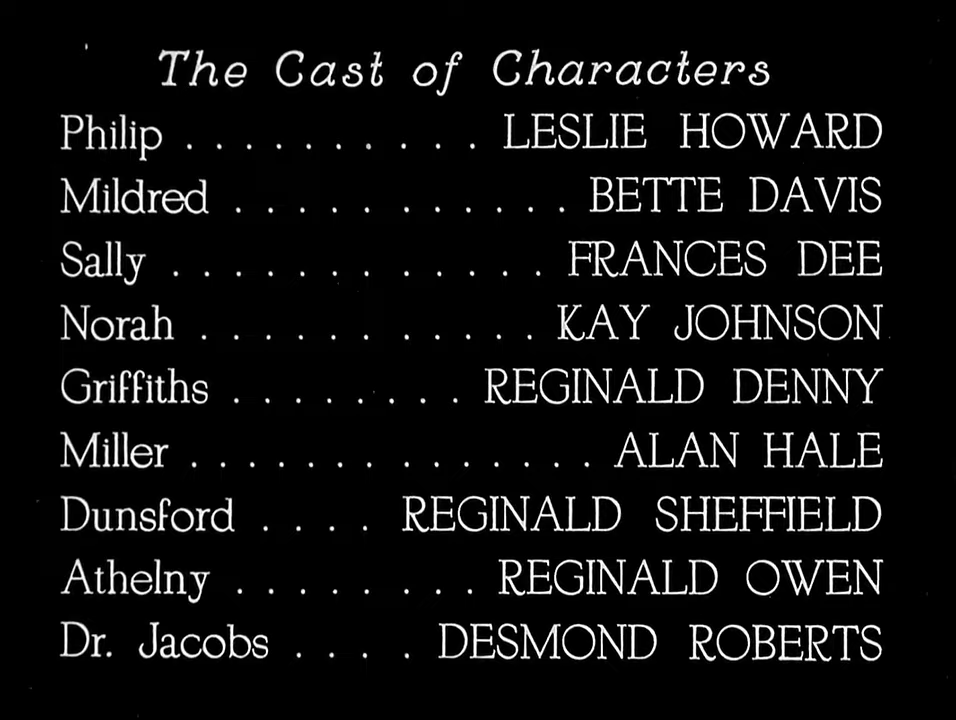 The Cast of Characters
Philip . . . . . . . . . . LESLIE HOWARD
Mildred . . . . . . . . . . . BETTE DAVIS
Sally . . . . . . . . . . . . . FRANCES DEE
Norah . . . . . . . . . . . . KAY JOHNSON
Griffiths . . . . . . . . REGINALD DENNY
Miller . . . . . . . . . . . . . . ALAN HALE
Dunsford . . . . REGINALD SHEFFIELD
Athelny . . . . . . . . REGINALD OWEN
Dr. Jacobs . . . . DESMOND ROBERTS